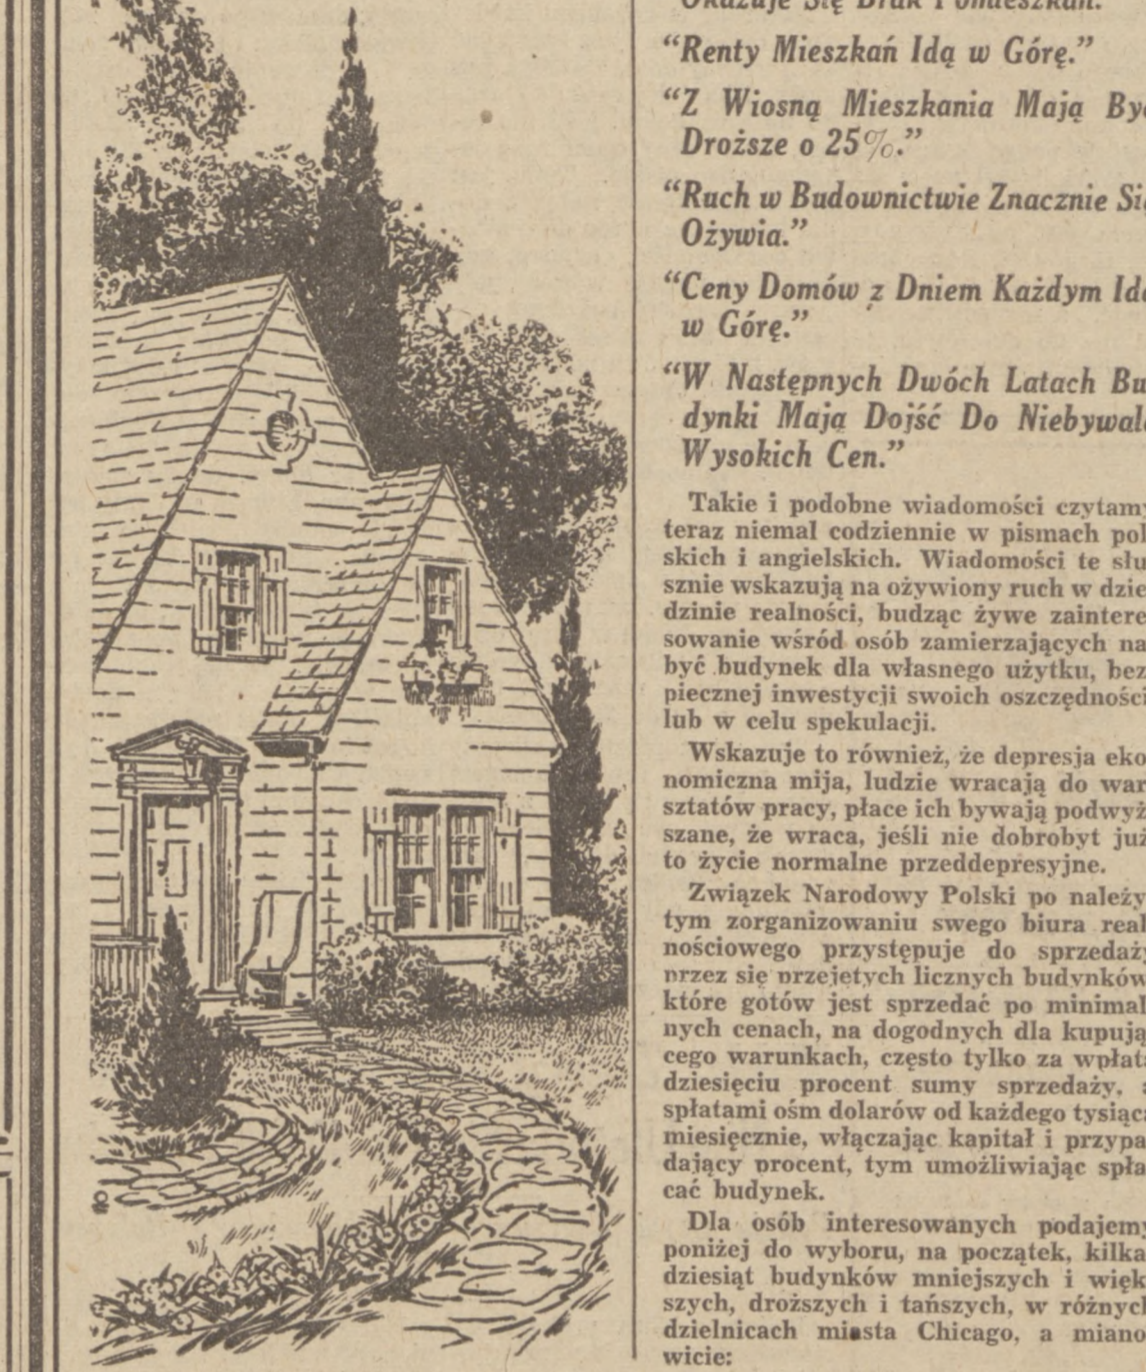 Okazuje Się Brak Pomieszkań.
“Renty Mieszkań Idą w Górę.”
“Z Wiosną Mieszkania Mają Być
Droższe o 25%.”
“Ruch w Budownictwie Znacznie Się
Ożywia.”
“Ceny Domów z Dniem Każdym Idą
w Górę.”
“W Następnych Dwóch Latach Bu
dynki Mają Dojść Do Niebywale
Wysokich Cen.”
Takie i podobne wiadomości czytamy
teraz niemal codziennie w pismach pol
skich i angielskich. Wiadomości te słu
sznie wskazują na ożywiony ruch w dzie
dzinie realności, budząc żywe zaintere
sowanie wśród osób zamierzających na
być budynek dla własnego użytku, bez
piecznej inwestycji swoich oszczędności
lub w celu spekulacji.
Wskazuje to również, że depresja eko
nomiczna mija, ludzie wracają do war
sztatów pracy, płace ich bywają podwyż
szane, że wraca, jeśli nie dobrobyt już
to życie normalne przeddepresyjne.
Związek Narodowy Polski po należy
tym zorganizowaniu swego biura real
nościowego przystępuje do sprzedaży
przez się przejętych licznych budynków
które gotów jest sprzedać po minimal
nych cenach, na dogodnych dla kupują
cego warunkach, często tylko za wpłatą
dziesięciu procent sumy sprzedaży, z
spłatami ośm dolarów od każdego tysiąca
miesięcznie, włączając kapitał i przypa
dający procent, tym umożliwiając spła
cać budynek.
Dla osób interesowanych podajemy
poniżej do wyboru, na początek, kilka
dziesiąt budynków mniejszych i więk
szych, droższych i tańszych, w różnych
dzielnicach miasta Chicago, a miano
wicie: